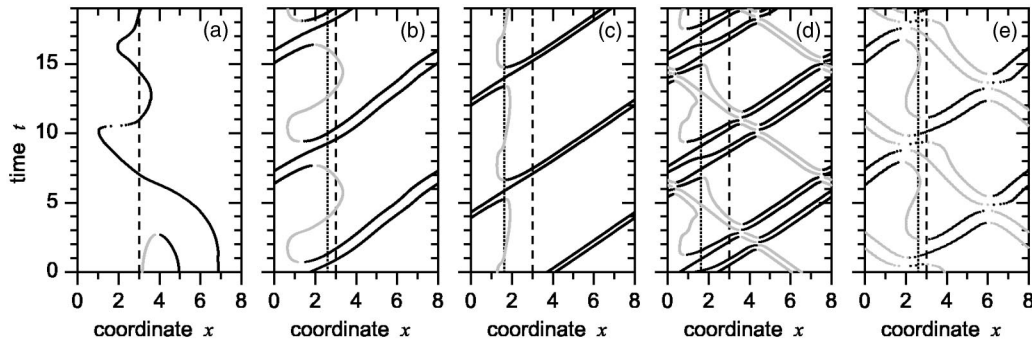 (a) (b) (c) (d) (e)
15
10
5
0
time t
0 2 4 6 8 0 2 4 6 8 0 2 4 6 8 0 2 4 6 8 0 2 4 6 8
coordinate x coordinate x coordinate x coordinate x coordinate x